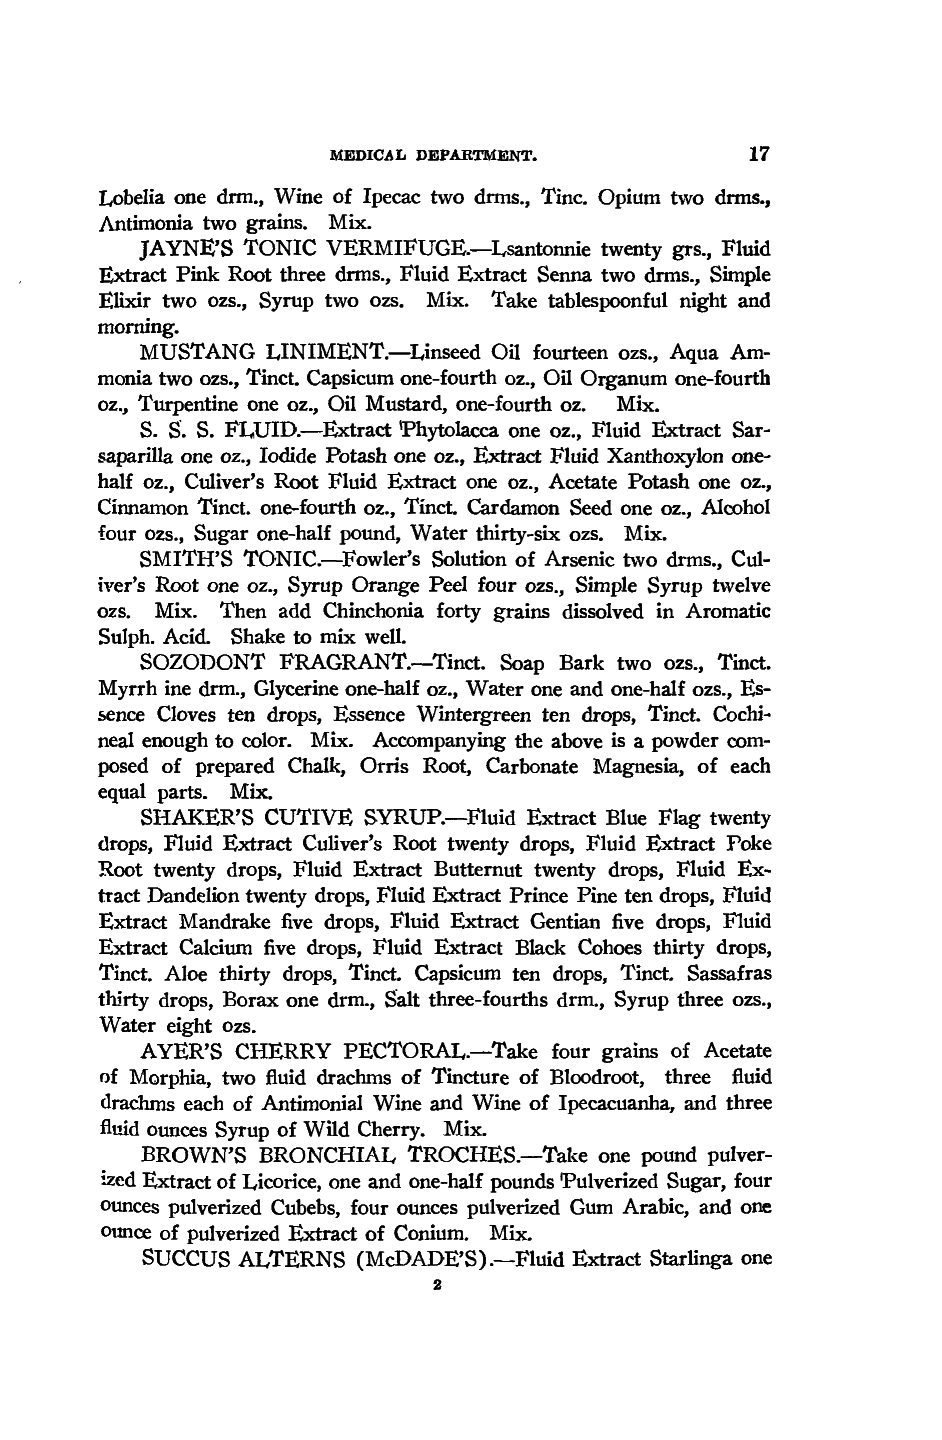 MEDICAL DEPARTMENT. 17
Lobelia one drm., Wine of Ipecac two drms., Tinc. Opium two drms.,
Antimonia two grains. Mix.
JAYNE'S TONIC VERMIFUGE.—Lsantonnie twenty grs., Fluid
Extract Pink Root three drms., Fluid Extract Senna two drms., Simple
Elixir two ozs., Syrup two ozs. Mix. Take tablespoonful night and
morning.
MUSTANG LINIMENT.—Linseed Oil fourteen ozs., Aqua Am-
monia two ozs., Tinct. Capsicum one-fourth oz., Oil Organum one-fourth
oz., Turpentine one oz., Oil Mustard, one-fourth oz. Mix.
S. S. S. FLUID.—Extract Phytolacca one oz., Fluid Extract Sar-
saparilla one oz., Iodide Potash one oz., Extract Fluid Xanthoxylon one-
half oz., Culiver's Root Fluid Extract one oz., Acetate Potash one oz.,
Cinnamon Tinct. one-fourth oz., Tinct. Cardamon Seed one oz., Alcohol
four ozs., Sugar one-half pound, Water thirty-six ozs. Mix.
SMITH'S TONIC.—Fowler's Solution of Arsenic two drms., Cul-
iver's Root one oz., Syrup Orange Peel four ozs., Simple Syrup twelve
ozs. Mix. Then add Chinchonia forty grains dissolved in Aromatic
Sulph. Acid. Shake to mix well.
SOZODONT FRAGRANT.—Tinct. Soap Bark two ozs., Tinct.
Myrrh ine drm., Glycerine one-half oz., Water one and one-half ozs., Es-
sence Cloves ten drops, Essence Wintergreen ten drops, Tinct. Cochi-
neal enough to color. Mix. Accompanying the above is a powder com-
posed of prepared Chalk, Orris Root, Carbonate Magnesia, of each
equal parts. Mix.
SHAKER'S CUTIVE SYRUP.—Fluid Extract Blue Flag twenty
drops, Fluid Extract Culiver's Root twenty drops, Fluid Extract Poke
Root twenty drops, Fluid Extract Butternut twenty drops, Fluid Ex-
tract Dandelion twenty drops, Fluid Extract Prince Pine ten drops, Fluid
Extract Mandrake five drops, Fluid Extract Gentian five drops, Fluid
Extract Calcium five drops, Fluid Extract Black Cohoes thirty drops,
Tinct. Aloe thirty drops, Tinct. Capsicum ten drops, Tinct. Sassafras
thirty drops, Borax one drm., Salt three-fourths drm., Syrup three ozs.,
Water eight ozs.
AYER'S CHERRY PECTORAL.—Take four grains of Acetate
of Morphia, two fluid drachms of Tincture of Bloodroot, three fluid
drachms each of Antimonial Wine and Wine of Ipecacuanha, and three
fluid ounces Syrup of Wild Cherry. Mix.
BROWN'S BRONCHIAL TROCHES.—Take one pound pulver-
ized Extract of Licorice, one and one-half pounds Pulverized Sugar, four
ounces pulverized Cubebs, four ounces pulverized Gum Arabic, and one
ounce of pulverized Extract of Conium. Mix.
SUCCUS ALTERNS (McDADE'S).—Fluid Extract Starlinga one
2